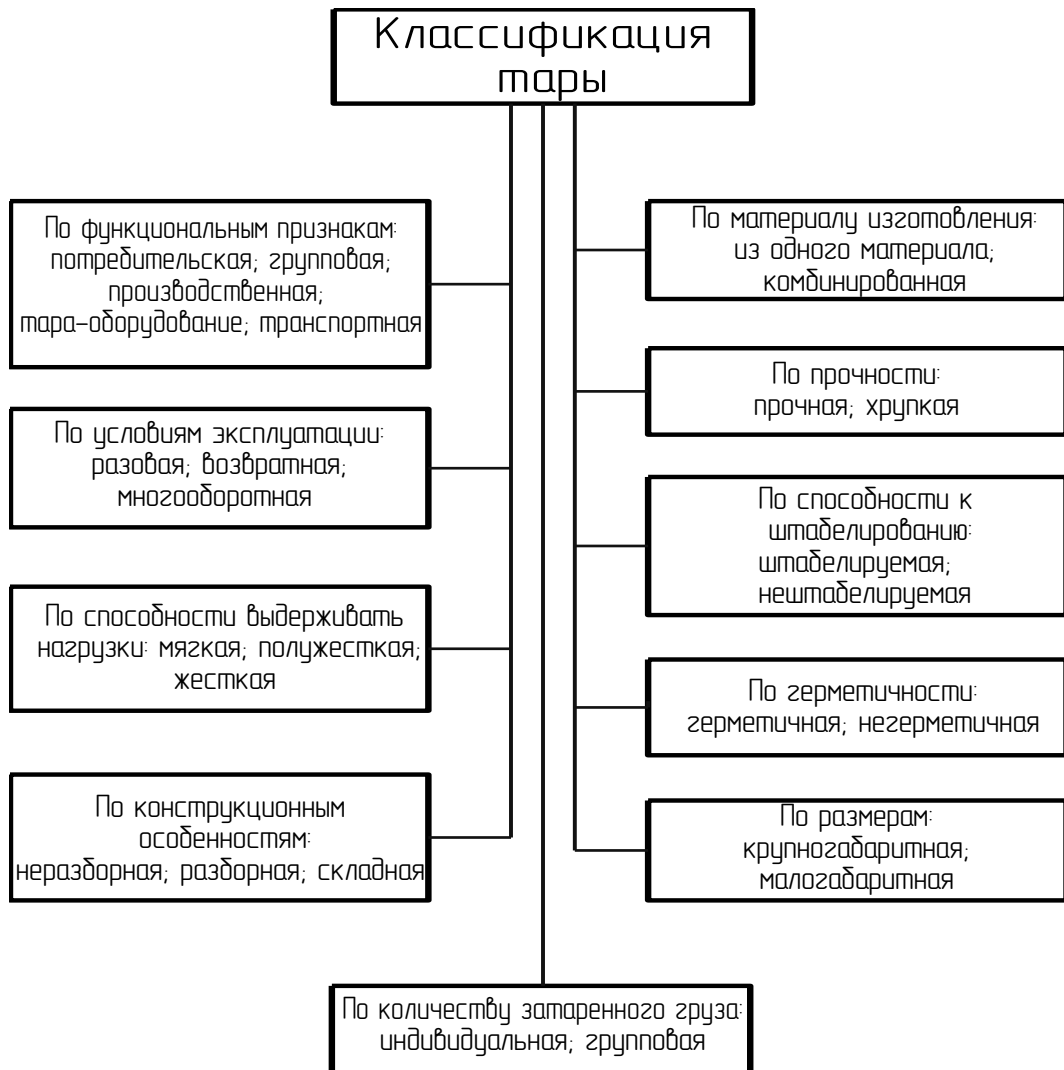 Классификация
тары
По функциональным признакам:
потребительская; групповая;
производственная;
тара-оборудование; транспортная
По условиям эксплуатации:
разовая; возвратная;
многооборотная
По способности выдерживать
нагрузки: мягкая; полужесткая;
жесткая
По конструкционным
особенностям:
неразборная; разборная; складная
По материалу изготовления:
из одного материала;
комбинированная
По прочности:
прочная; хрупкая
По способности к
штабелированию:
штабелируемая;
нештабелируемая
По герметичности:
герметичная; негерметичная
По размерам:
крупногабаритная;
малогабаритная
По количеству затаренного груза:
индивидуальная; групповая